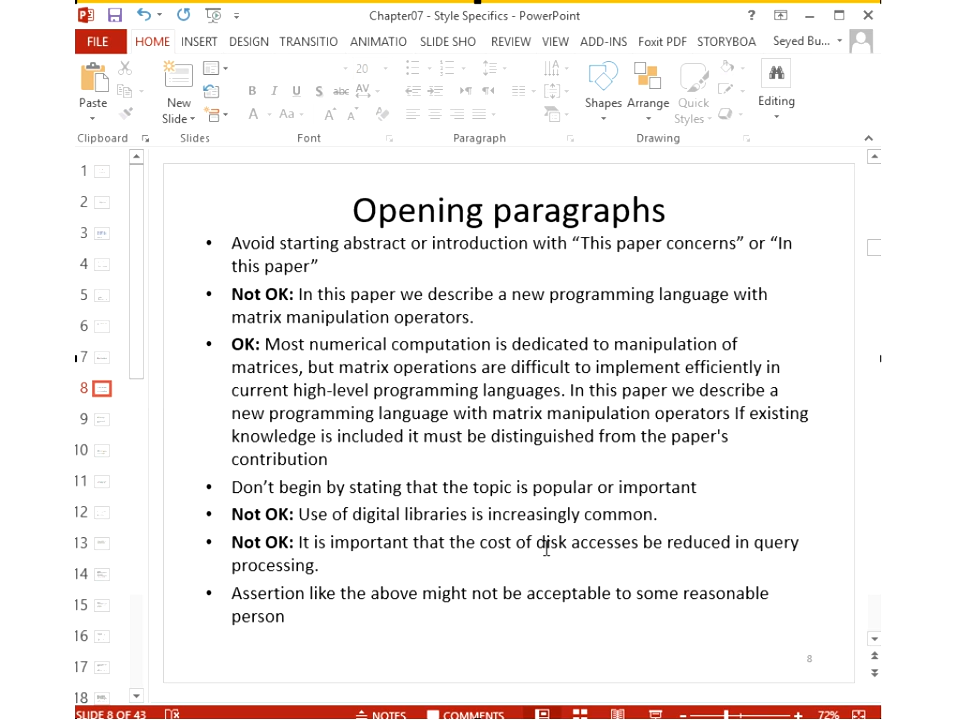 Chapter07 - Style Specifics - PowerPoint
?
FILE HOME INSERT DESIGN TRANSITIO ANIMATIO SLIDE SHO REVIEW VIEW ADD-INS Foxit PDF STORYBOA Seyed Bu...
20
B I U S abc AV
A Aa A A
Paste
New
Slide
Shapes Arrange Quick
Styles
Editing
Clipboard Slides Font Paragraph Drawing
1
2
3
4
5
6
7
8
9
10
11
12
13
14
15
16
17
18
Opening paragraphs
• Avoid starting abstract or introduction with “This paper concerns” or “In
this paper”
• Not OK: In this paper we describe a new programming language with
matrix manipulation operators.
• OK: Most numerical computation is dedicated to manipulation of
matrices, but matrix operations are difficult to implement efficiently in
current high-level programming languages. In this paper we describe a
new programming language with matrix manipulation operators If existing
knowledge is included it must be distinguished from the paper's
contribution
• Don’t begin by stating that the topic is popular or important
• Not OK: Use of digital libraries is increasingly common.
• Not OK: It is important that the cost of disk accesses be reduced in query
processing.
• Assertion like the above might not be acceptable to some reasonable
person
8
SLIDE 8 OF 43 NOTES COMMENTS 72%